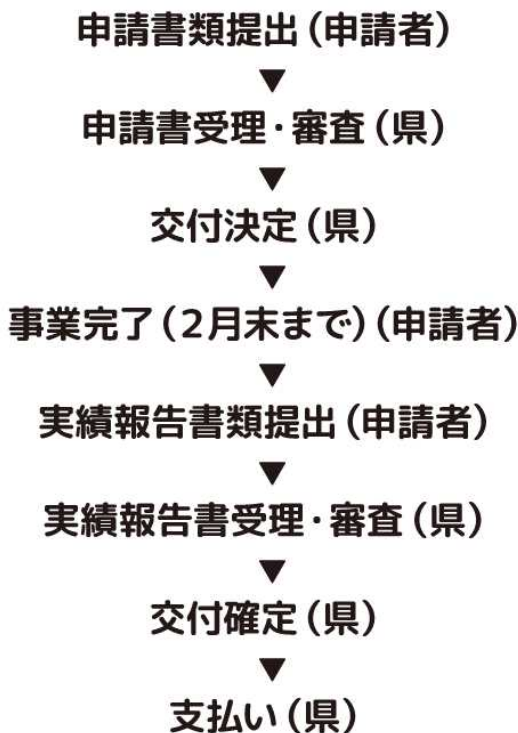 申請書類提出(申請者)
▼
申請書受理・審査(県)
▼
交付決定(県)
▼
事業完了(2月末まで)(申請者)
▼
実績報告書類提出(申請者)
▼
実績報告書受理・審査(県)
▼
交付確定(県)
▼
支払い(県)